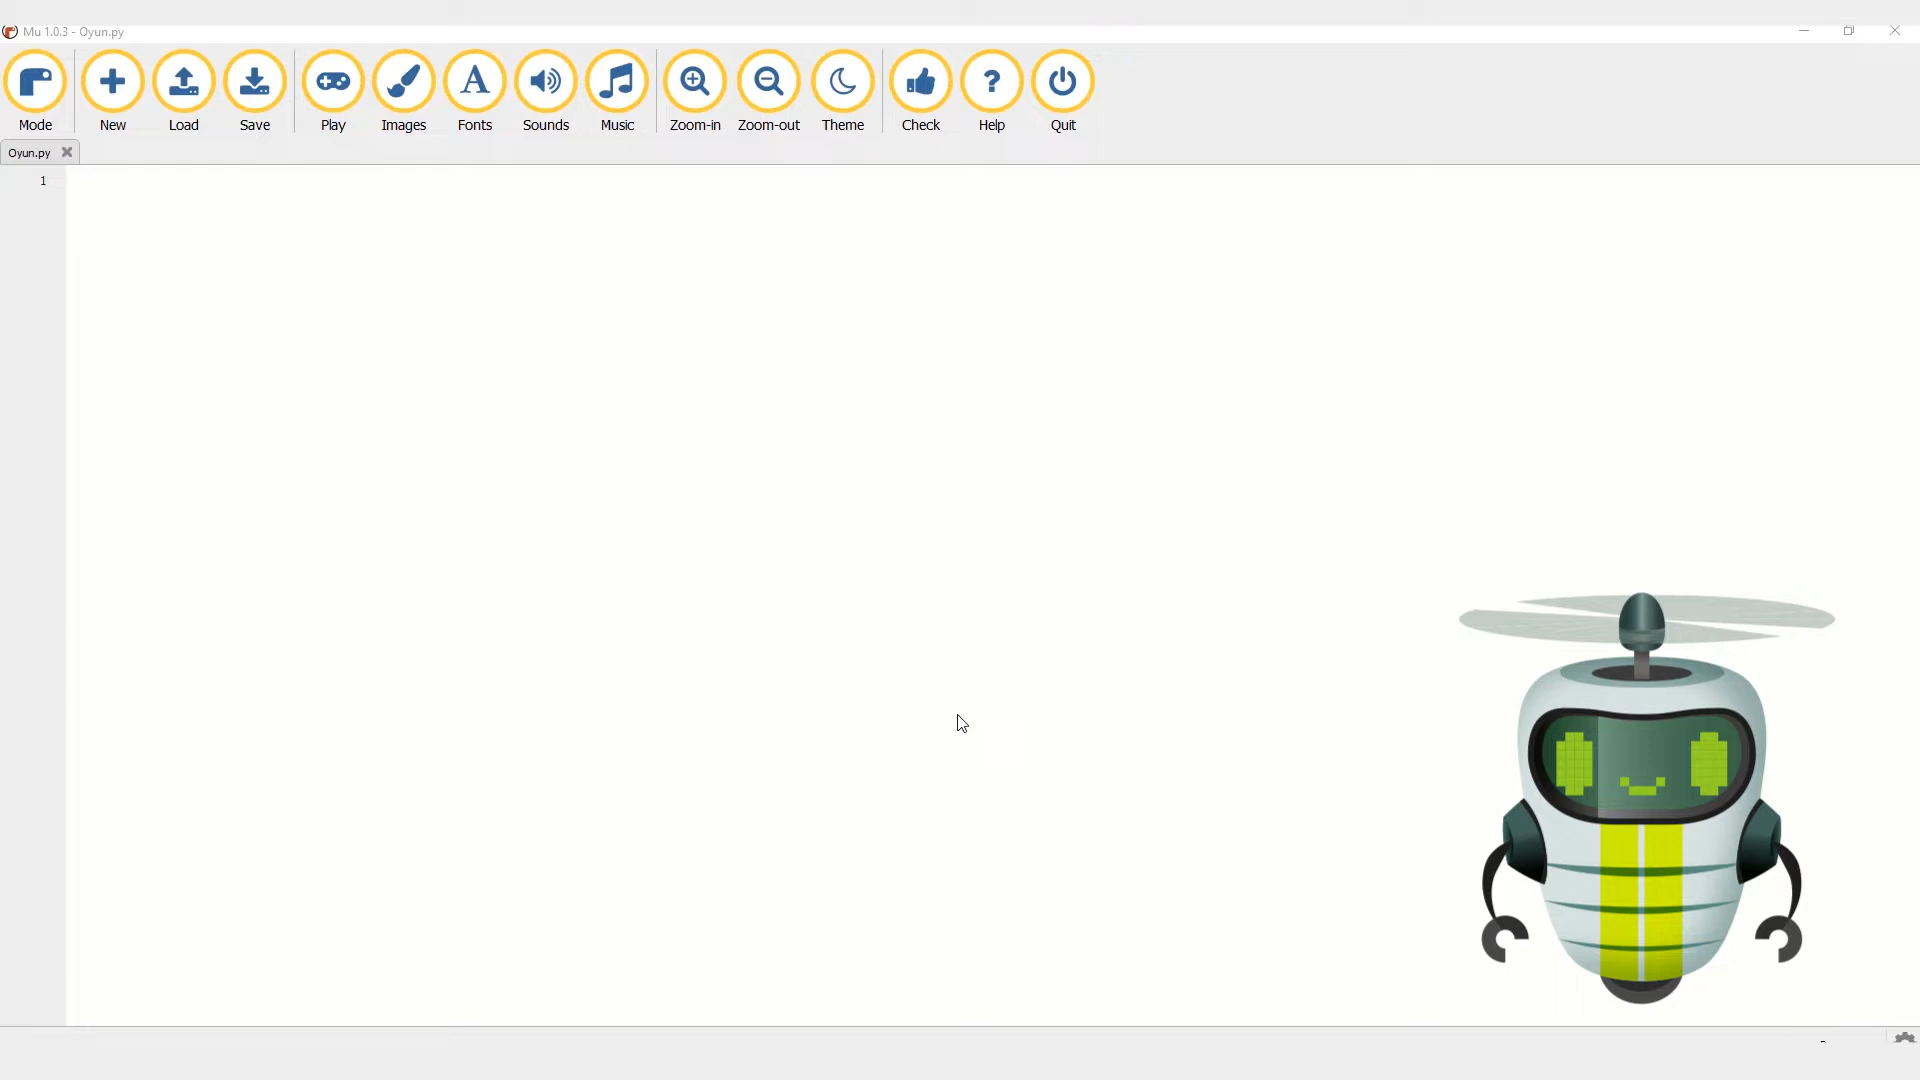 Mu 1.0.3 - Oyun.py
Mode New Load Save Play Images Fonts Sounds Music Zoom-in Zoom-out Theme Check Help Quit
Oyun.py
1